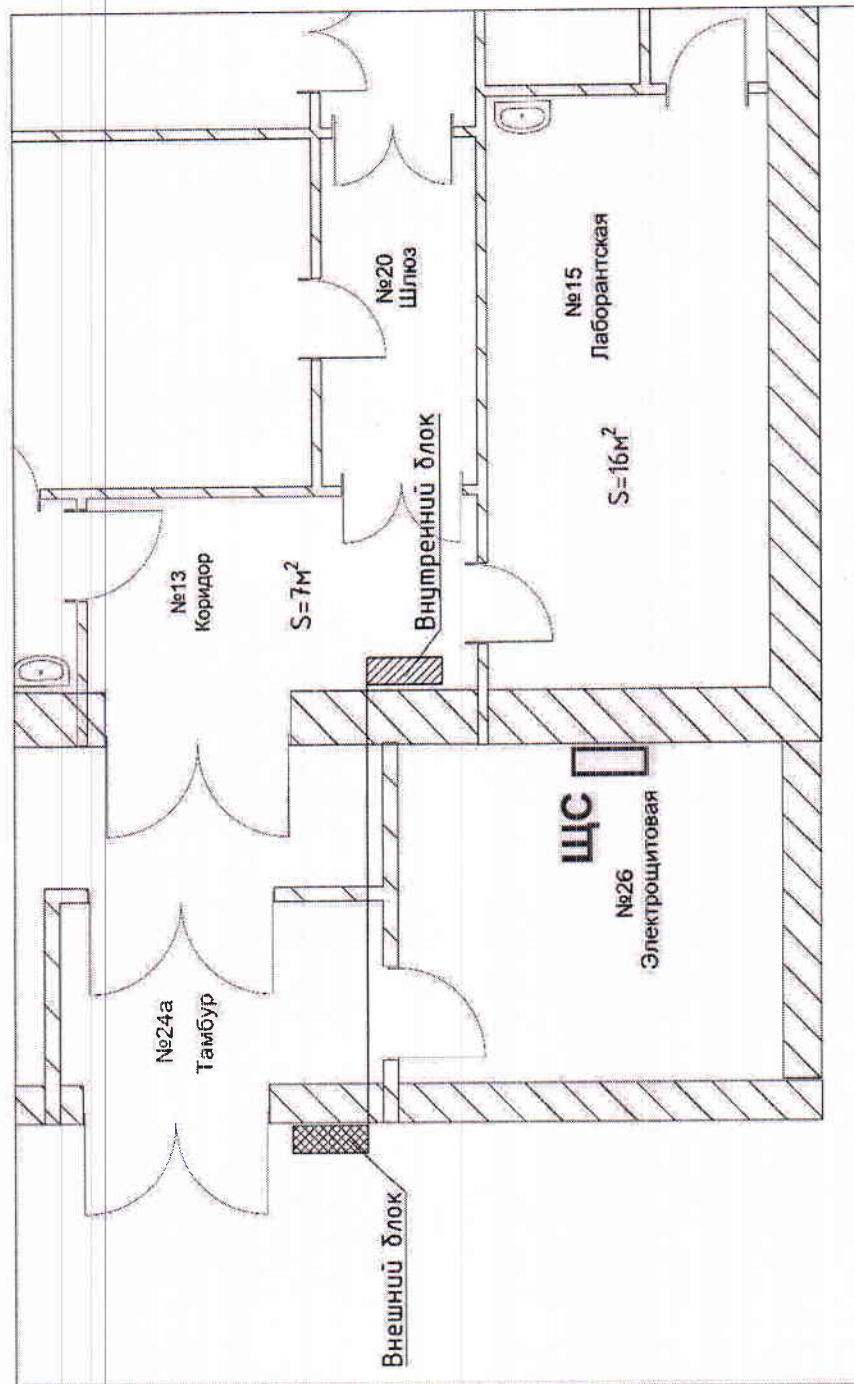 Внешний блок
№24а
Тамбур
№13
Коридор
S=7м²
Внутренний блок
№20
Шлюз
№26
Электрощитовая
ЩС
№15
Лаборантская
S=16м²